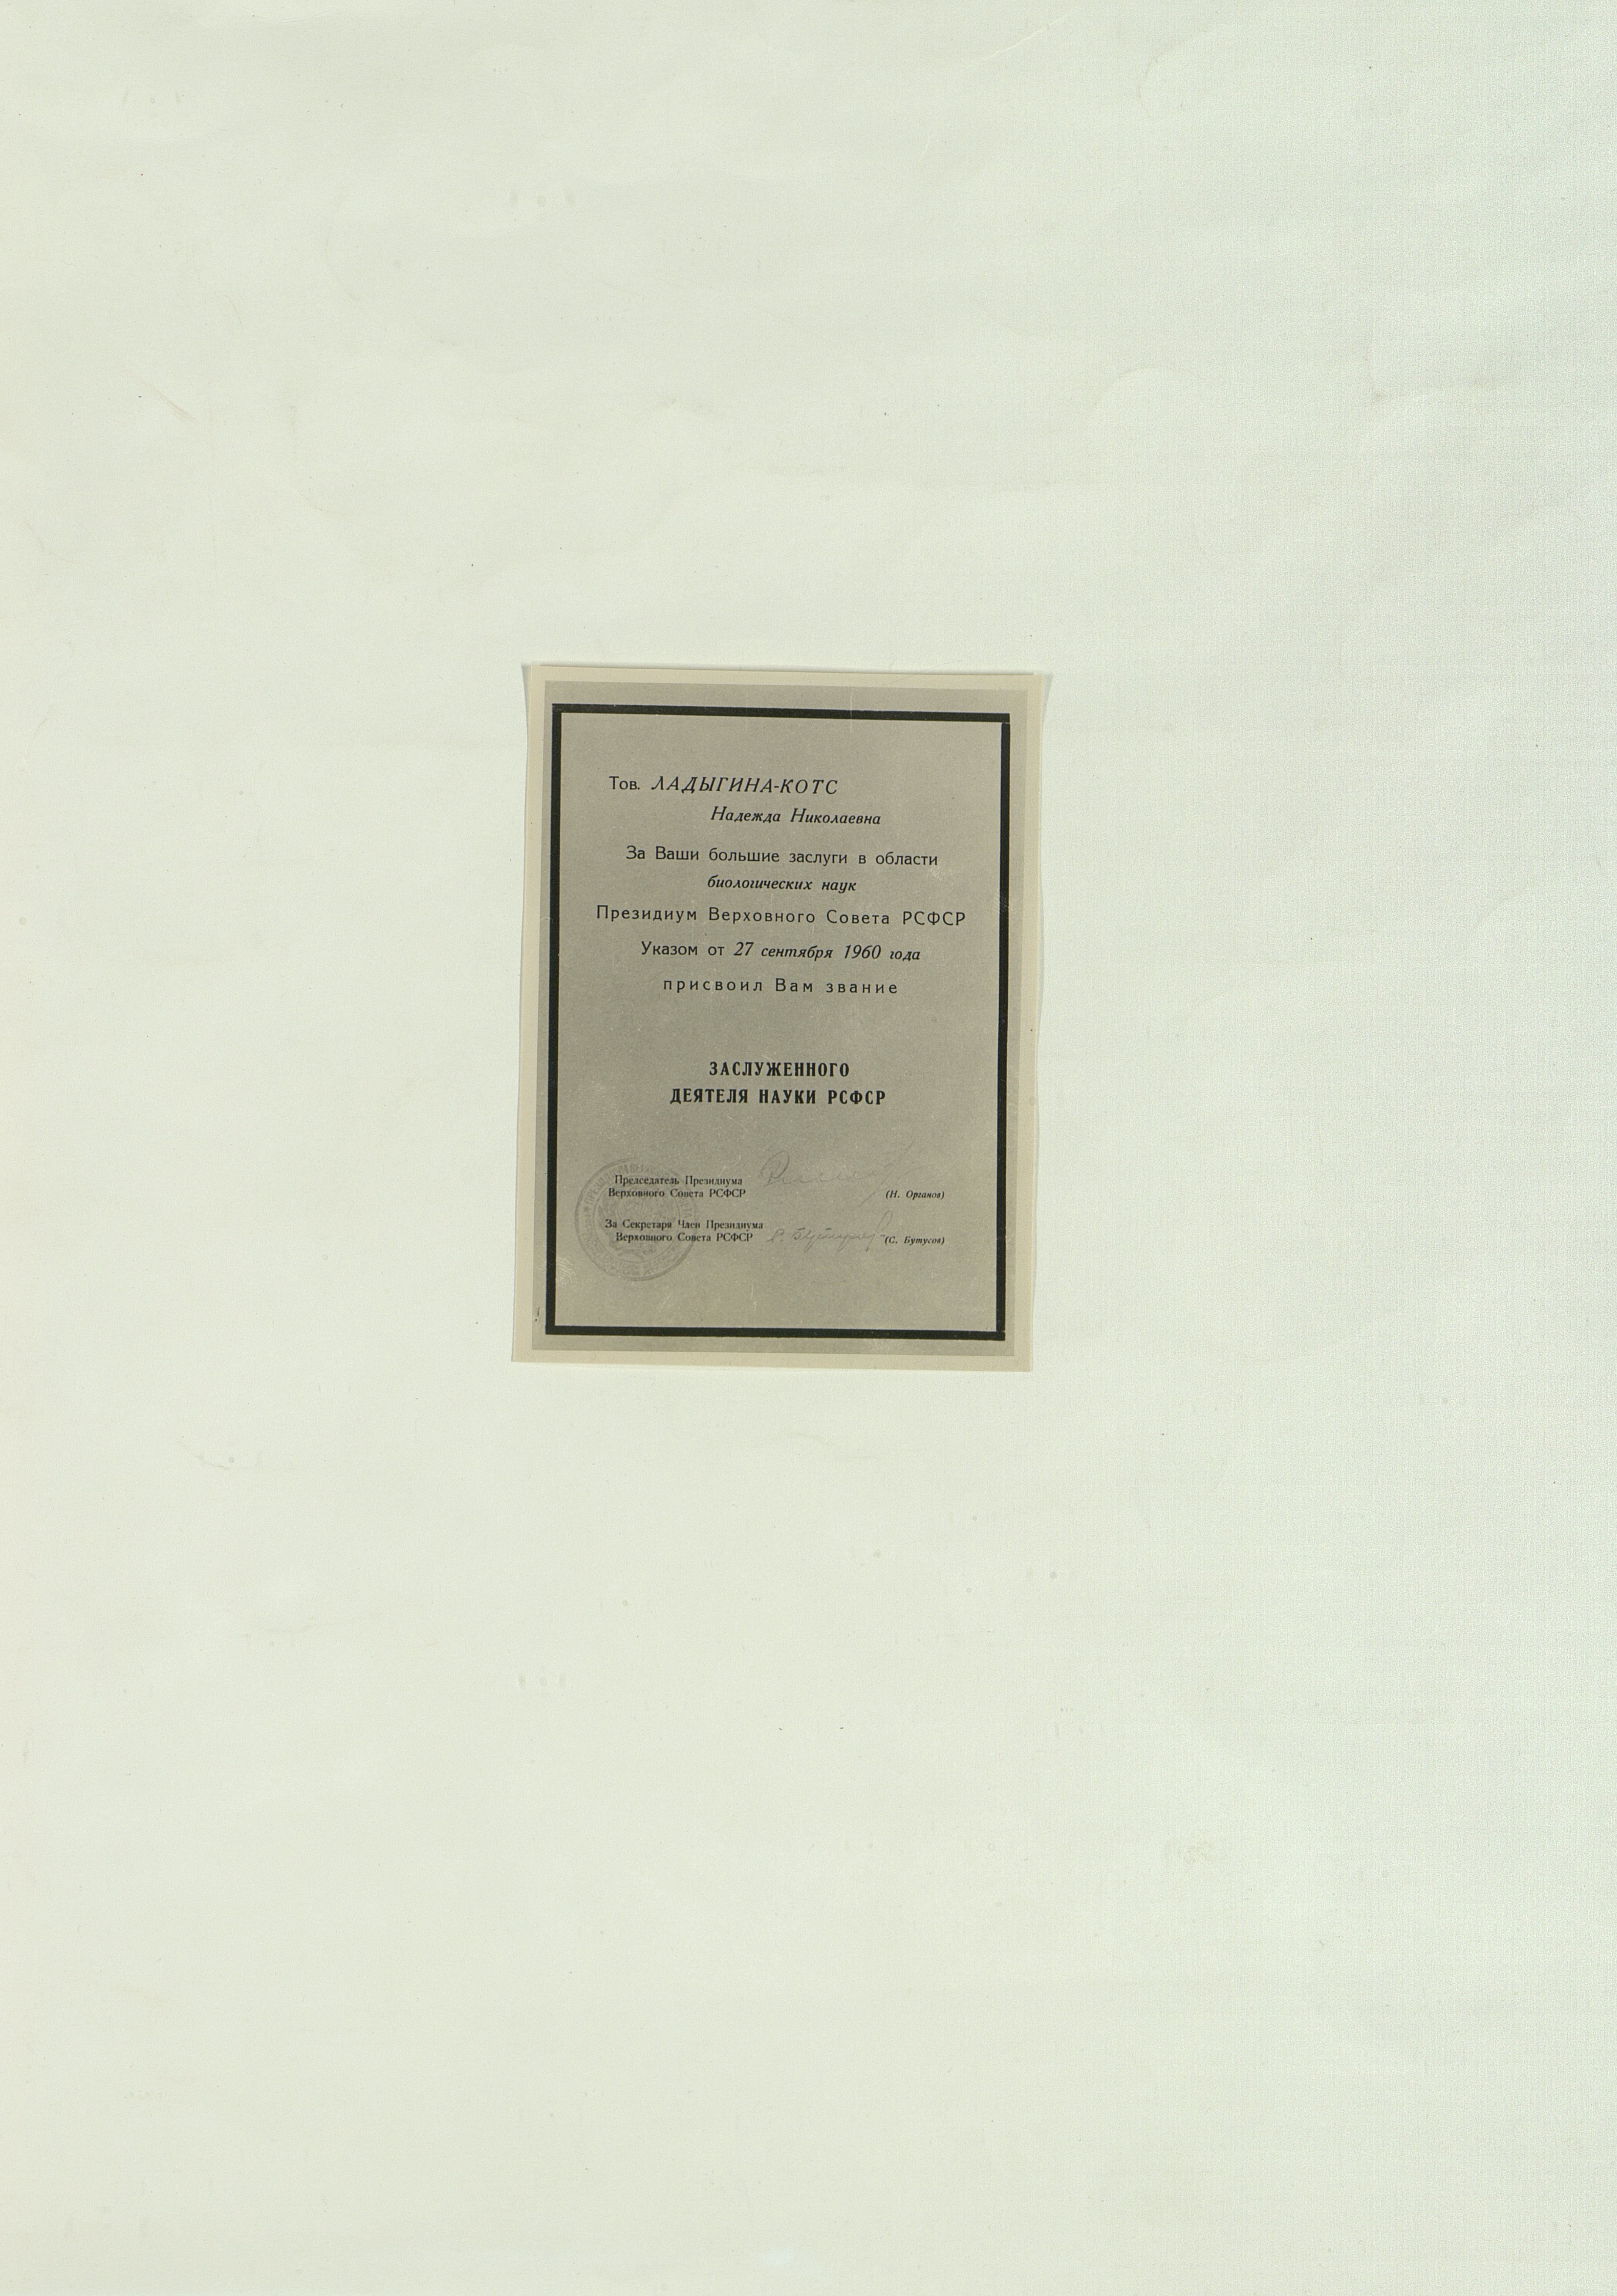 Тов. ЛАДЫГИНА-КОТС
Надежда Николаевна
За Ваши большие заслуги в области
биологических наук
Президиум Верховного Совета РСФСР
Указом от 27 сентября 1960 года
присвоил Вам звание
ЗАСЛУЖЕННОГО
ДЕЯТЕЛЯ НАУКИ РСФСР
Председатель Президиума
Верховного Совета РСФСР
(Н. Органов)
За Секретаря Член Президиума
Верховного Совета РСФСР
(С. Бутусов)